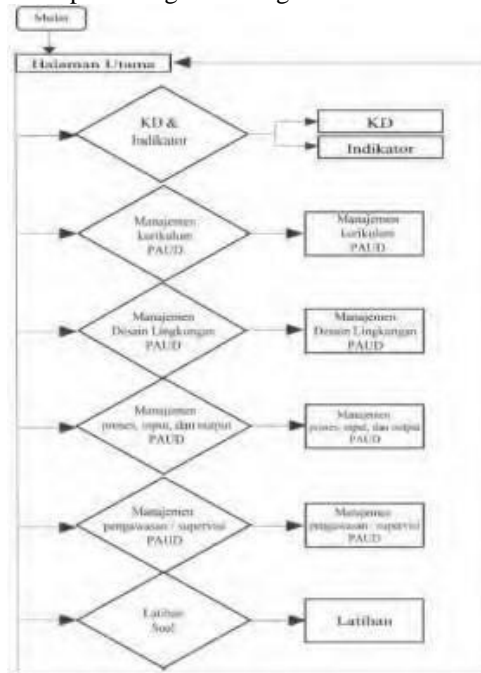 Mulai
Halaman Utama
KD &
Indikator
KD
Indikator
Manajemen
kurikulum
PAUD
Manajemen
kurikulum
PAUD
Manajemen
Desain Lingkungan
PAUD
Manajemen
Desain Lingkungan
PAUD
Manajemen
proses, input, dan output
PAUD
Manajemen
proses, input, dan output
PAUD
Manajemen
pengawasan / supervisi
PAUD
Manajemen
pengawasan / supervisi
PAUD
Latihan
Soal
Latihan